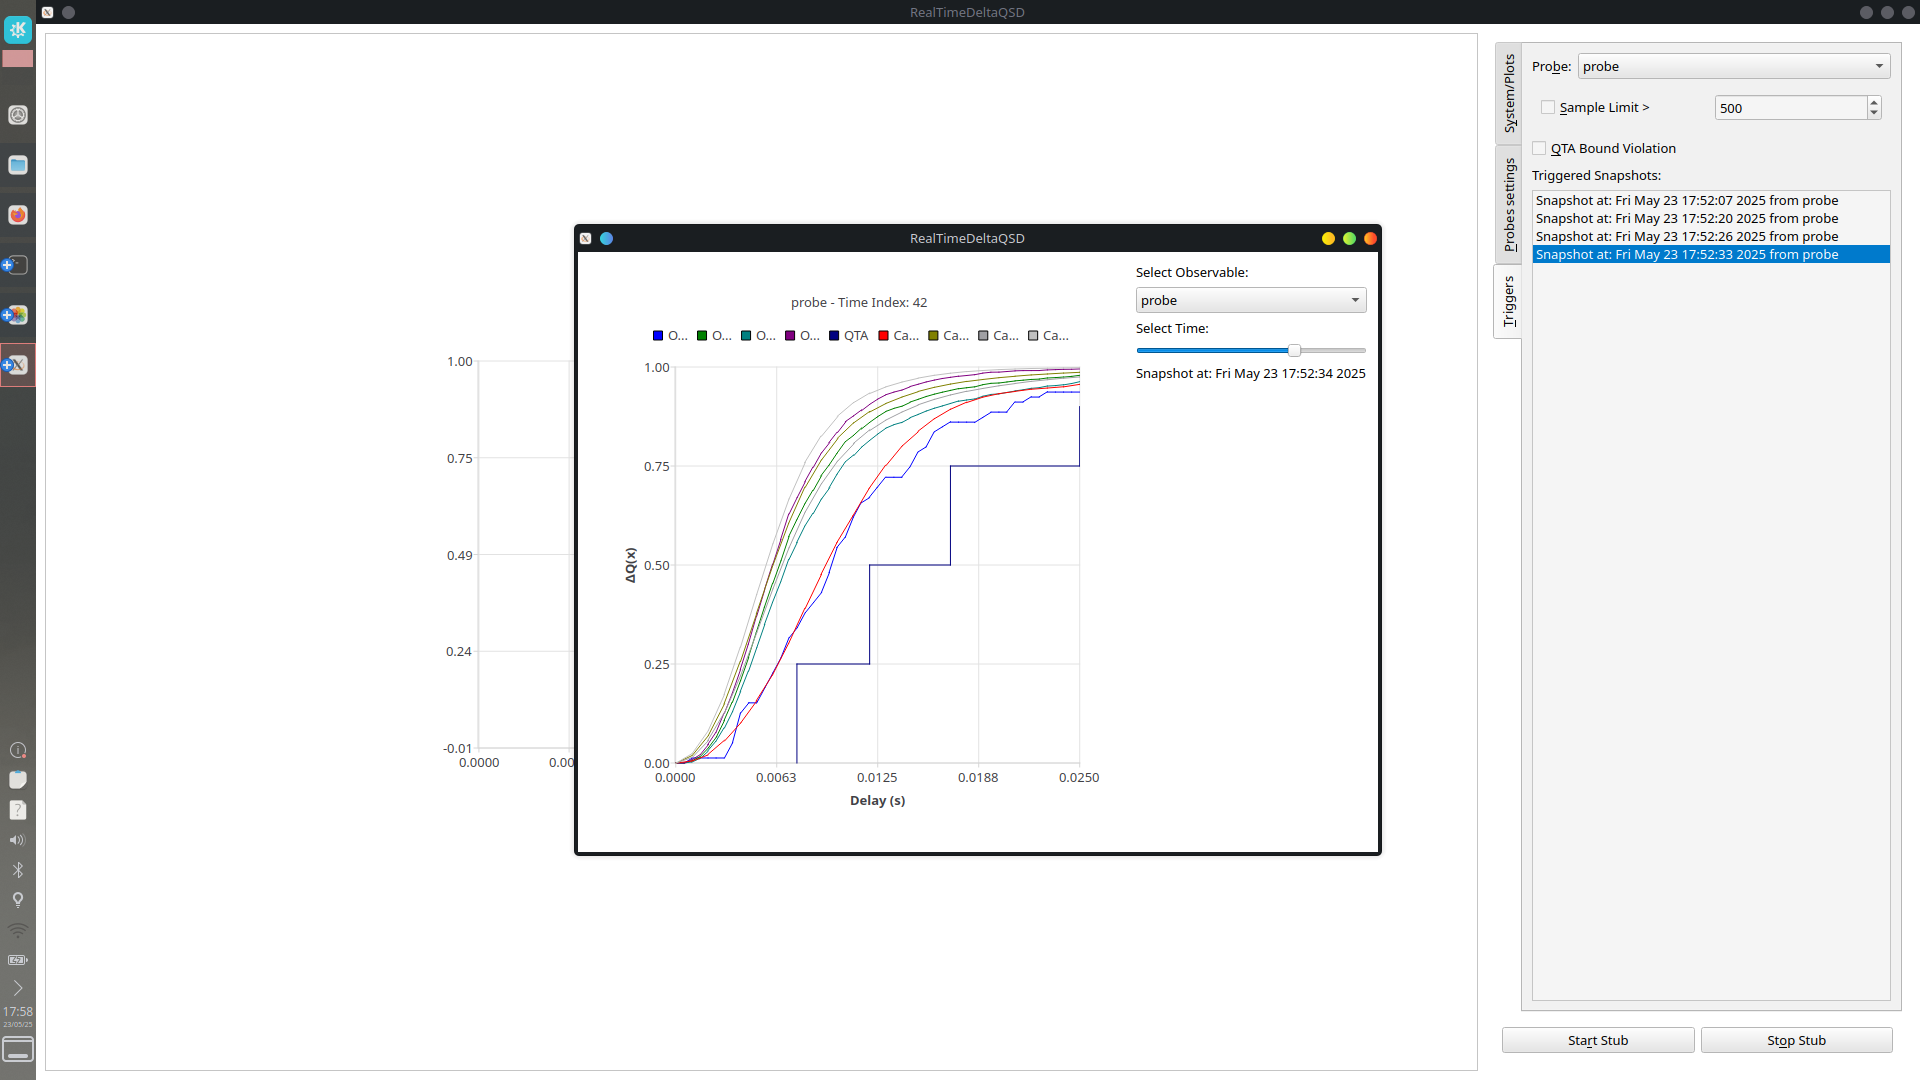 RealTimeDeltaQSD
1.00
0.75
0.49
0.24
-0.01
0.0000
0.00
RealTimeDeltaQSD
probe - Time Index: 42
O... O... O... O... QTA Ca... Ca... Ca... Ca...
1.00
0.75
0.50
0.25
0.00
ΔQ(x)
0.0000 0.0063 0.0125 0.0188 0.0250
Delay (s)
Select Observable:
probe
Select Time:
Snapshot at: Fri May 23 17:52:34 2025
System/Plots
Probes settings
Triggers
Probe: probe
Sample Limit > 500
QTA Bound Violation
Triggered Snapshots:
Snapshot at: Fri May 23 17:52:07 2025 from probe
Snapshot at: Fri May 23 17:52:20 2025 from probe
Snapshot at: Fri May 23 17:52:26 2025 from probe
Snapshot at: Fri May 23 17:52:33 2025 from probe
Start Stub
Stop Stub
17:58
23/05/25